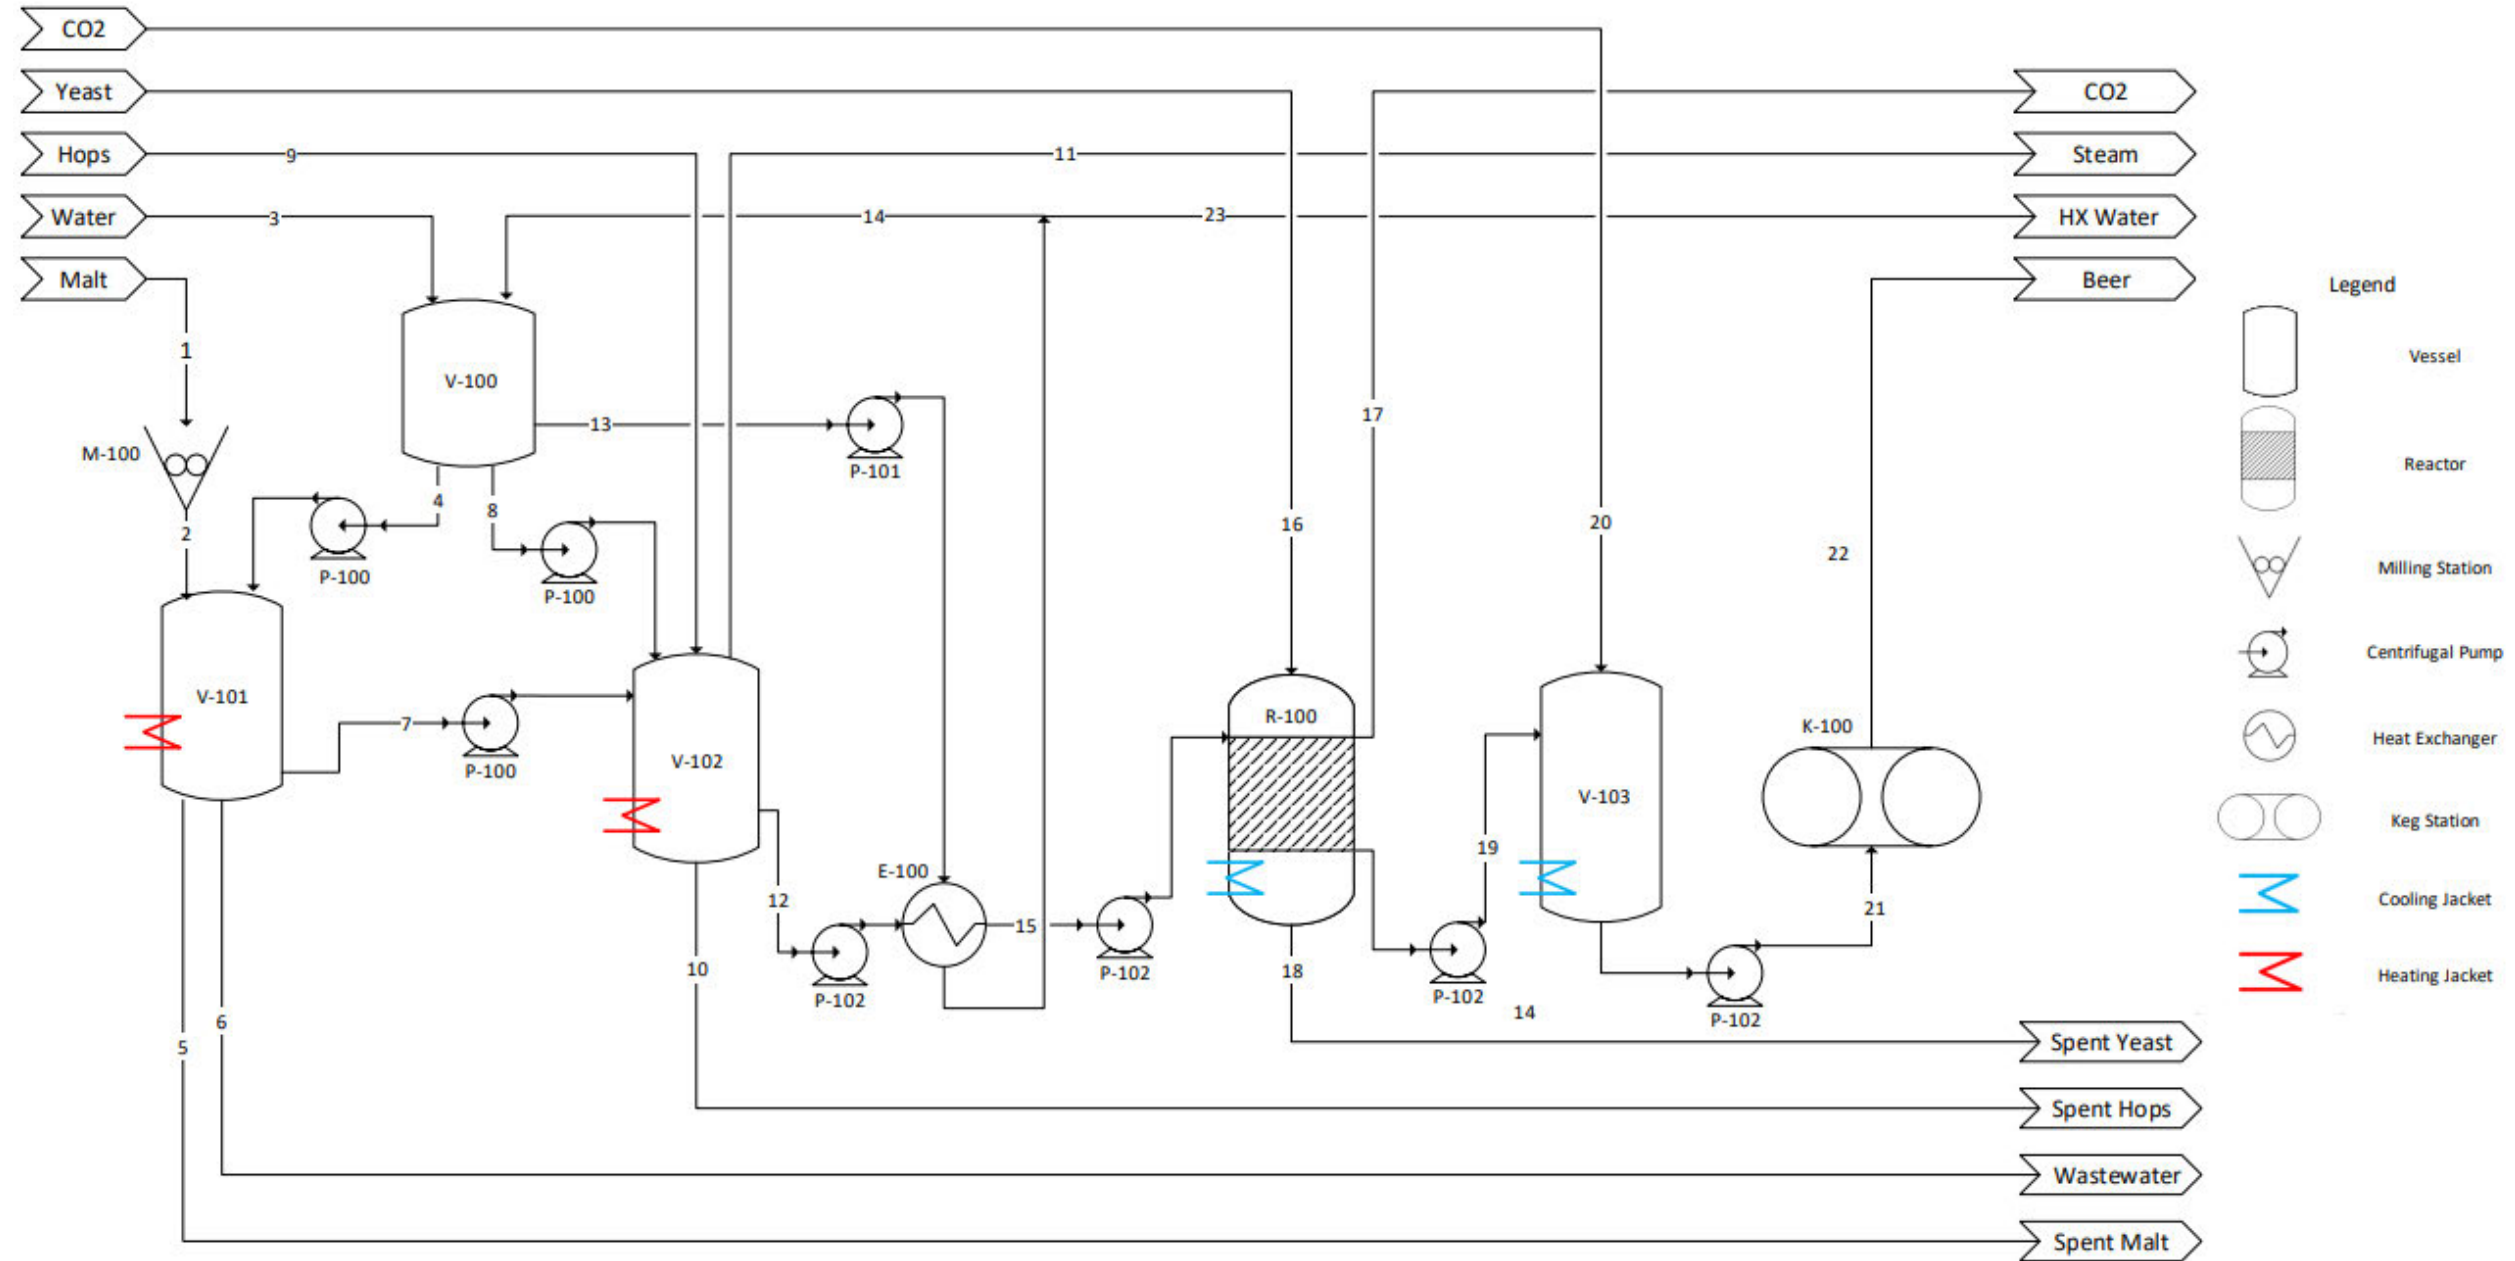 CO2
Yeast
CO2
Hops
9
11
Steam
Water
3
14
23
HX Water
Malt
Beer
Legend
1
Vessel
V-100
17
13
M-100
P-101
Reactor
4
8
16
20
2
22
P-100
P-100
Milling Station
Centrifugal Pump
V-101
7
R-100
K-100
Heat Exchanger
P-100
V-102
V-103
Keg Station
19
E-100
12
15
21
Cooling Jacket
10
P-102
18
P-102
P-102
14
P-102
Heating Jacket
6
5
Spent Yeast
Spent Hops
Wastewater
Spent Malt